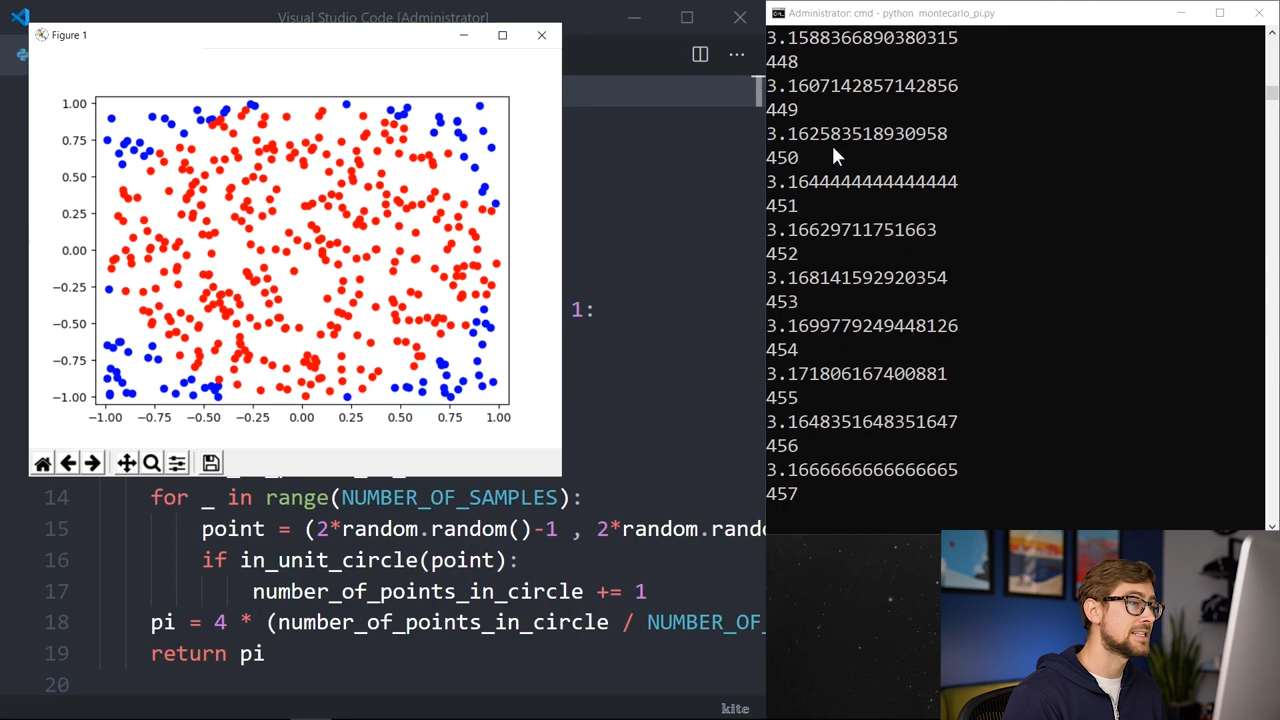 Visual Studio Code [Administrator]
Figure 1
1.00
0.75
0.50
0.25
0.00
−0.25
−0.50
−0.75
−1.00
−1.00 −0.75 −0.50 −0.25 0.00 0.25 0.50 0.75 1.00
1:
14 for _ in range(NUMBER_OF_SAMPLES):
15 point = (2*random.random()-1 , 2*random.rando
16 if in_unit_circle(point):
17 number_of_points_in_circle += 1
18 pi = 4 * (number_of_points_in_circle / NUMBER_OF_
19 return pi
20
kite
Administrator: cmd - python montecarlo_pi.py
3.1588366890380315
448
3.1607142857142856
449
3.162583518930958
450
3.1644444444444444
451
3.166297117516​63
452
3.168141592920354
453
3.1699779249448126
454
3.171806167400881
455
3.1648351648351647
456
3.1666666666666665
457